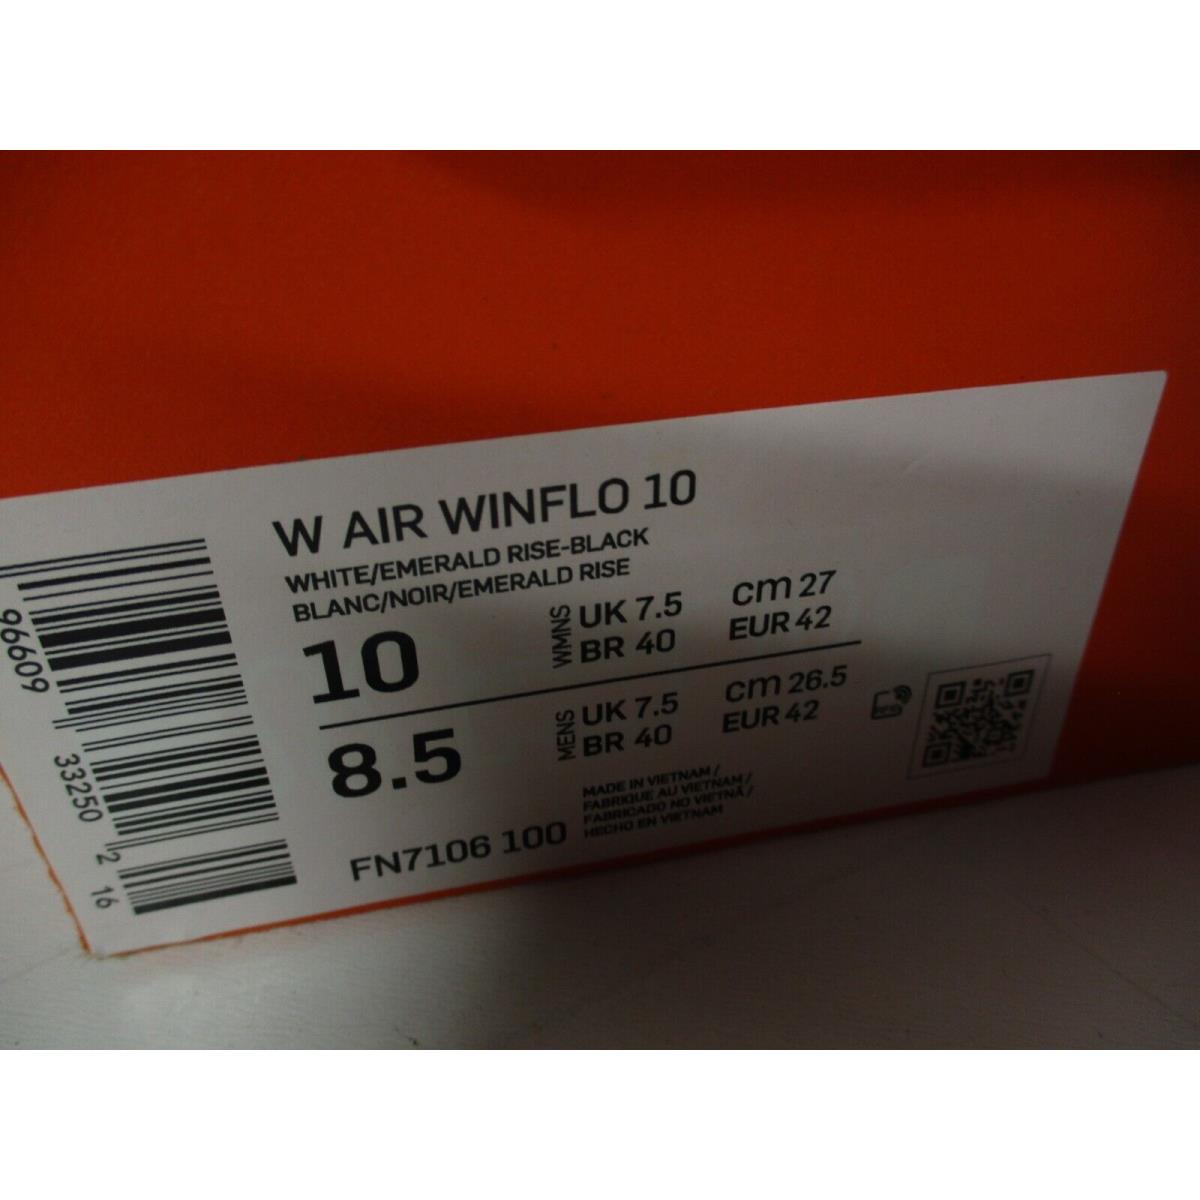 W AIR WINFLO 10
WHITE/EMERALD RISE-BLACK
BLANC/NOIR/EMERALD RISE
10
WMNS
UK 7.5
BR 40
cm 27
EUR 42
8.5
MENS
UK 7.5
BR 40
cm 26.5
EUR 42
FN7106 100
MADE IN VIETNAM /
FABRIQUE AU VIETNAM /
FABRICADO NO VIETNÃ /
HECHO EN VIETNAM
96609 33250 2 16